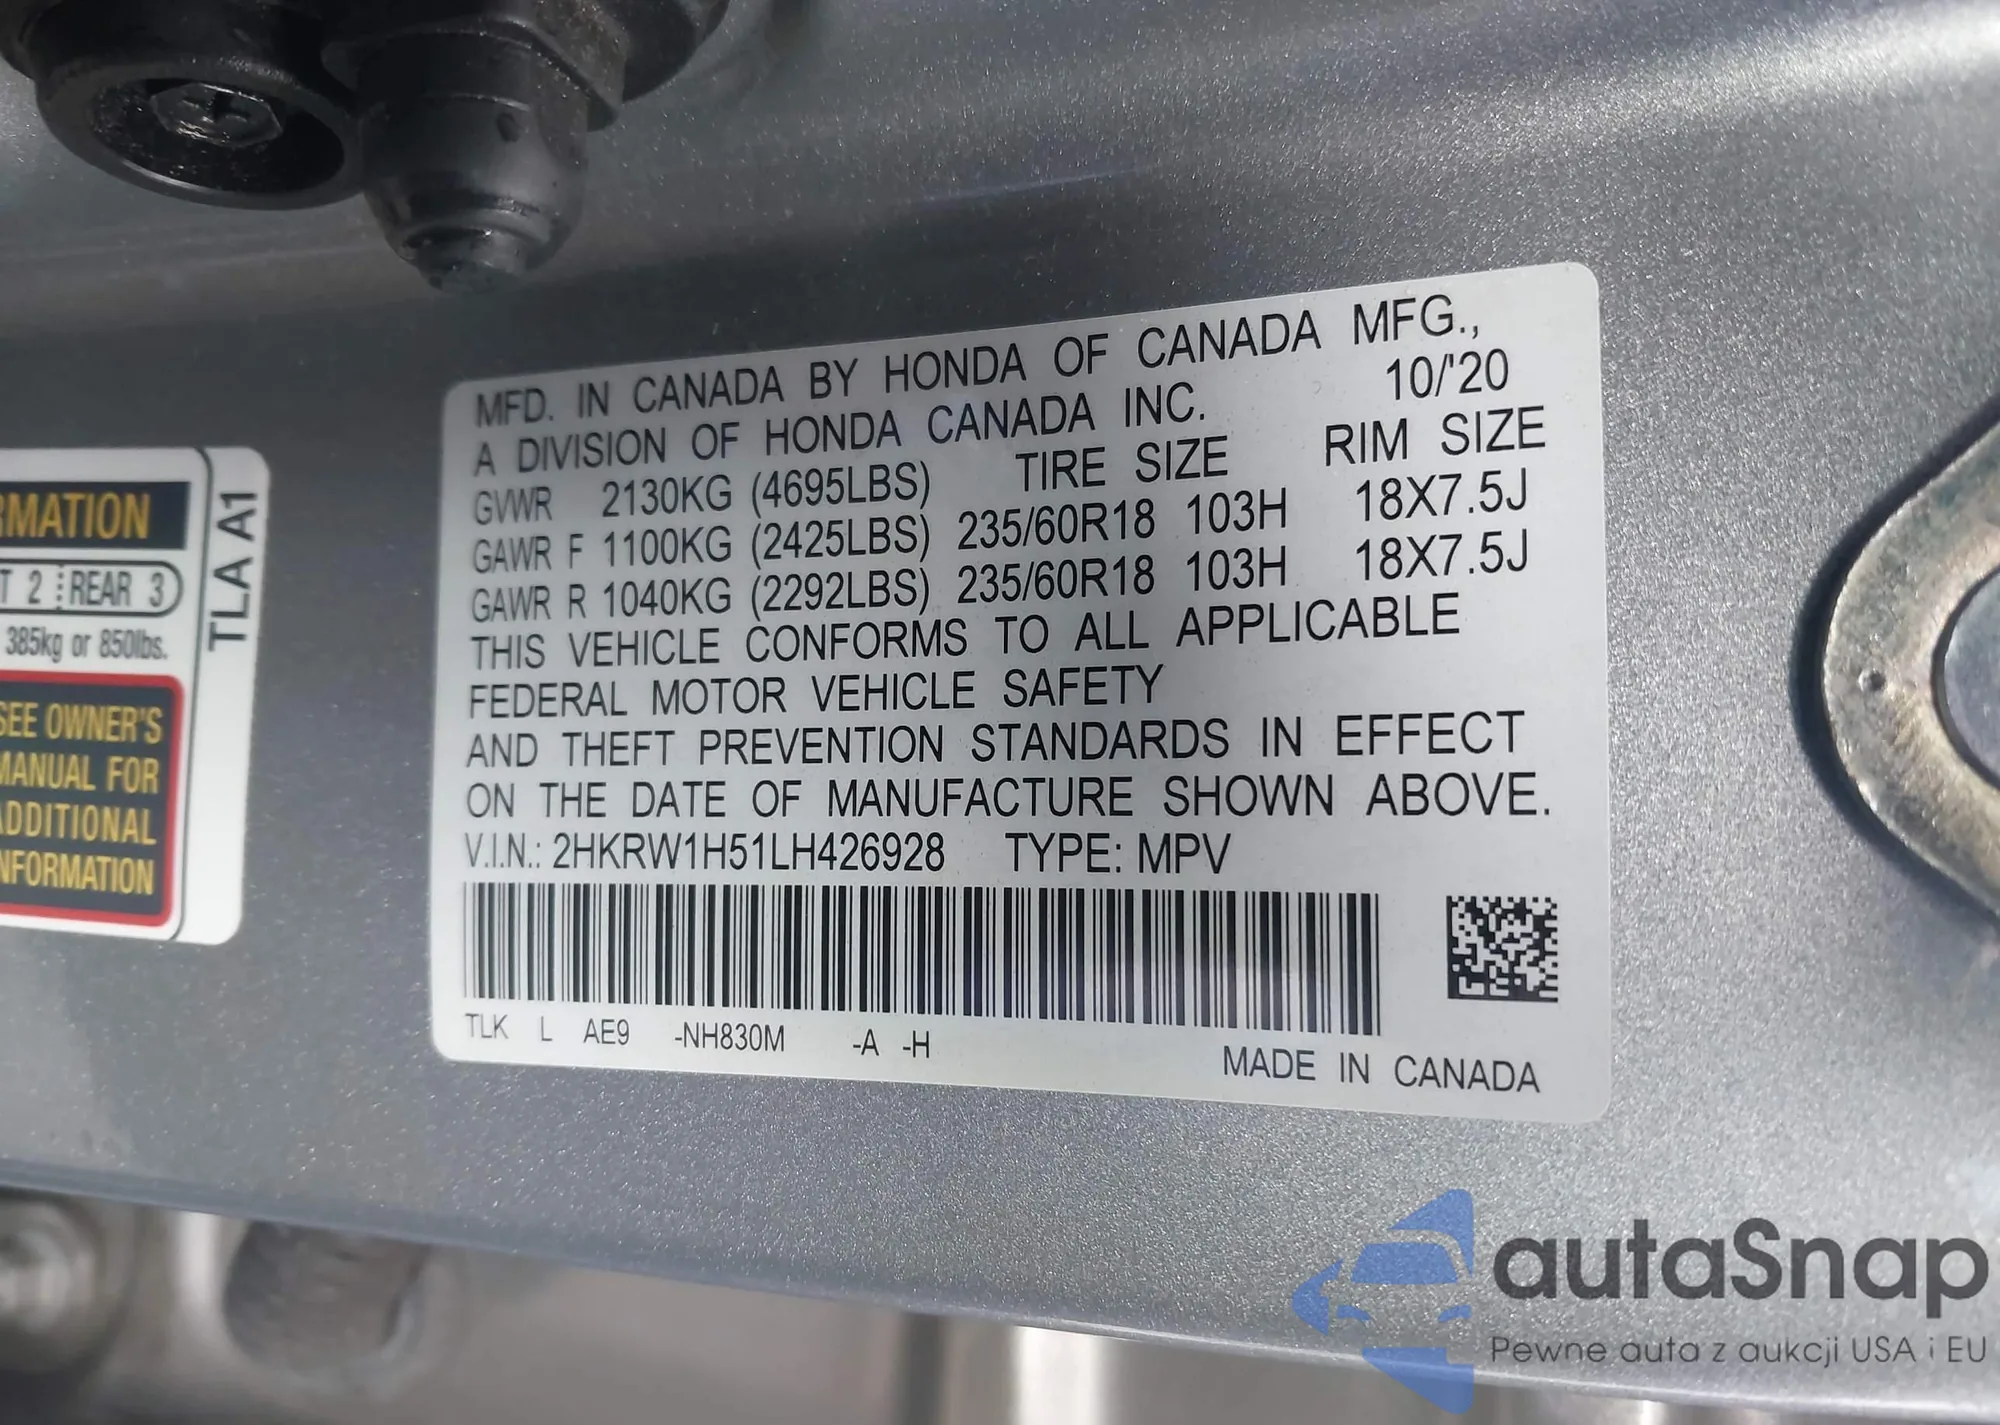 MFD. IN CANADA BY HONDA OF CANADA MFG.,
A DIVISION OF HONDA CANADA INC. 10/'20
GVWR 2130KG (4695LBS) TIRE SIZE RIM SIZE
GAWR F 1100KG (2425LBS) 235/60R18 103H 18X7.5J
GAWR R 1040KG (2292LBS) 235/60R18 103H 18X7.5J
THIS VEHICLE CONFORMS TO ALL APPLICABLE
FEDERAL MOTOR VEHICLE SAFETY
AND THEFT PREVENTION STANDARDS IN EFFECT
ON THE DATE OF MANUFACTURE SHOWN ABOVE.
V.I.N.: 2HKRW1H51LH426928 TYPE: MPV
TLK L AE9 -NH830M -A -H
MADE IN CANADA
RMATION
T 2 REAR 3
385kg or 850lbs.
SEE OWNER'S
MANUAL FOR
ADDITIONAL
NFORMATION
TLA A1
autaSnap
Pewne auta z aukcji USA i EU